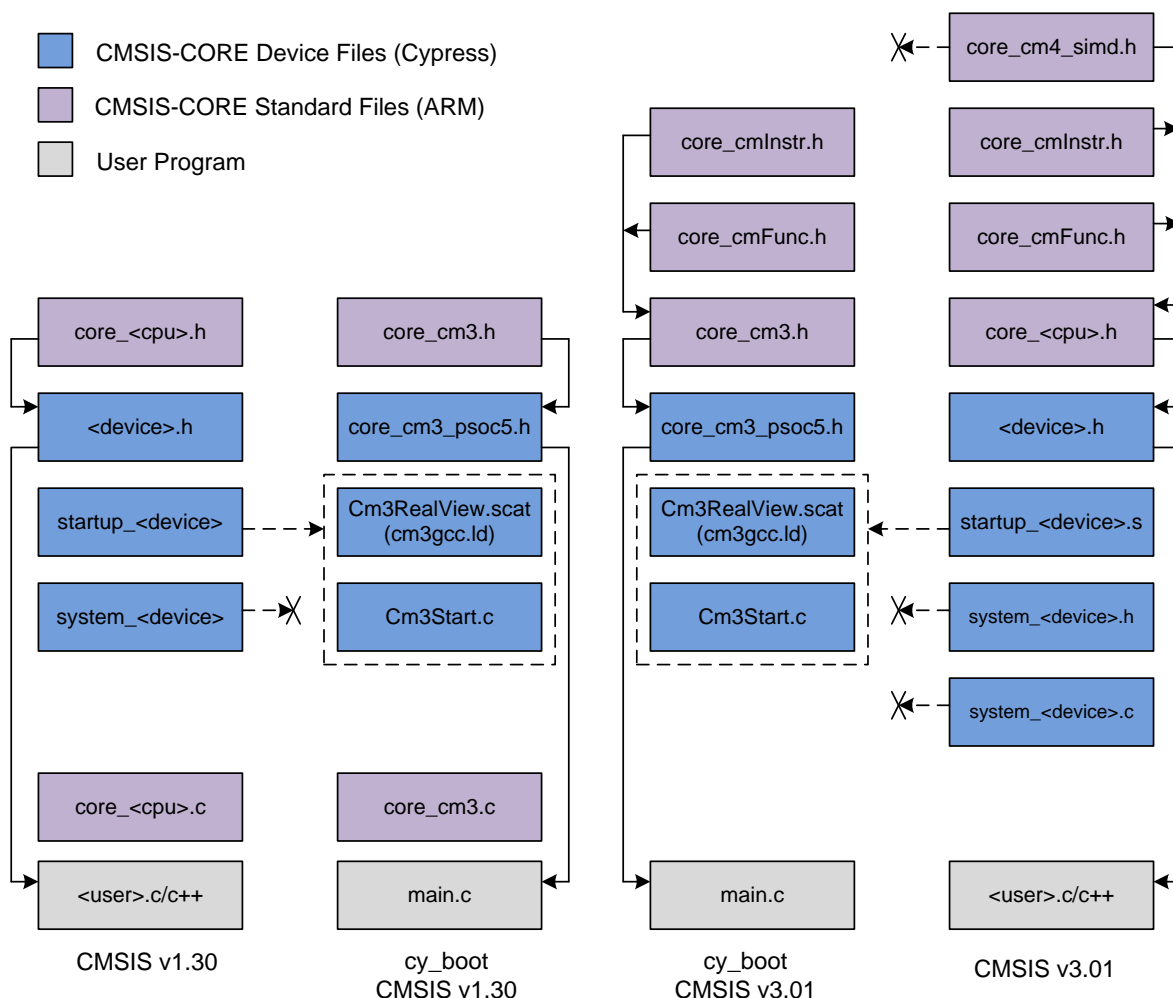 CMSIS-CORE Device Files (Cypress)
CMSIS-CORE Standard Files (ARM)
User Program
core_<cpu>.h
<device>.h
startup_<device>
system_<device>
core_<cpu>.c
<user>.c/c++
CMSIS v1.30
core_cm3.h
core_cm3_psoc5.h
Cm3RealView.scat
(cm3gcc.ld)
Cm3Start.c
core_cm3.c
main.c
cy_boot
CMSIS v1.30
core_cmInstr.h
core_cmFunc.h
core_cm3.h
core_cm3_psoc5.h
Cm3RealView.scat
(cm3gcc.ld)
Cm3Start.c
main.c
cy_boot
CMSIS v3.01
core_cm4_simd.h
core_cmInstr.h
core_cmFunc.h
core_<cpu>.h
<device>.h
startup_<device>.s
system_<device>.h
system_<device>.c
<user>.c/c++
CMSIS v3.01